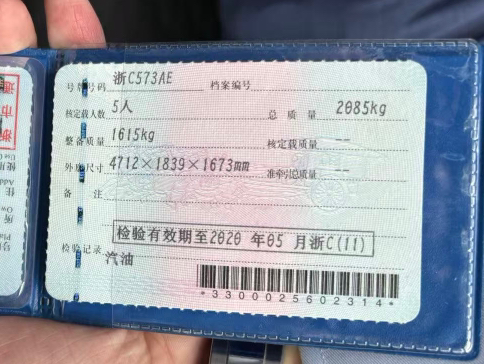 号牌号码 浙C573AE 档案编号
核定载人数 5人 总质量 2085kg
整备质量 1615kg 核定载质量 --
外廓尺寸 4712×1839×1673mm 准牵引总质量 --
备注
检验有效期至2020 年05 月浙C(11)
检验记录
汽油
*3300025602314*